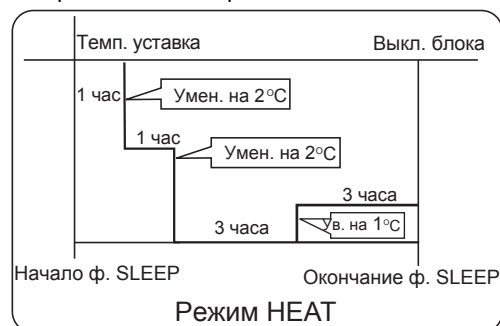 Темп. уставка
Выкл. блока
1 час
Умен. на 2°C
1 час
Умен. на 2°C
3 часа
3 часа
Ув. на 1°C
Начало ф. SLEEP
Окончание ф. SLEEP
Режим HEAT